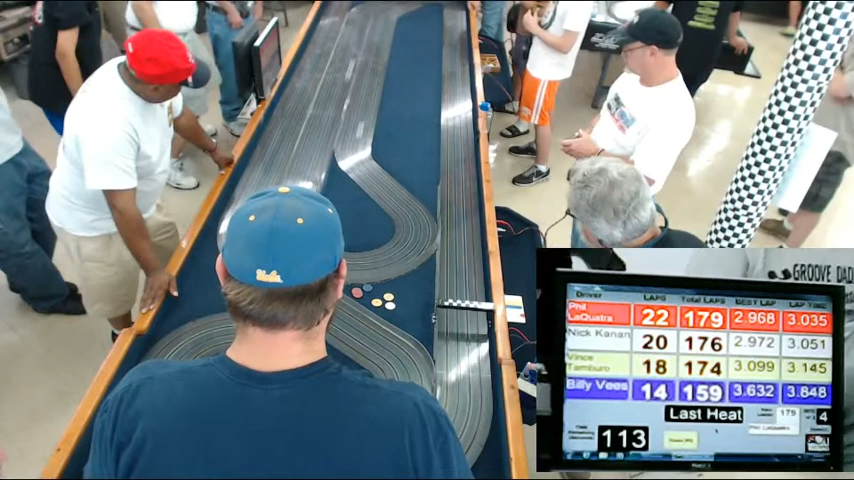 GROOVE DAD
Driver LAPS Total Laps Best Lap Lap Time
Phil LaQuatra 22 179 2.968 3.035
Nick Kanan 20 176 2.972 3.051
Vince Tamburo 18 174 3.099 3.145
Billy Vees 14 159 3.632 3.848
Last Heat 179 4
Phil LaQuatra
113